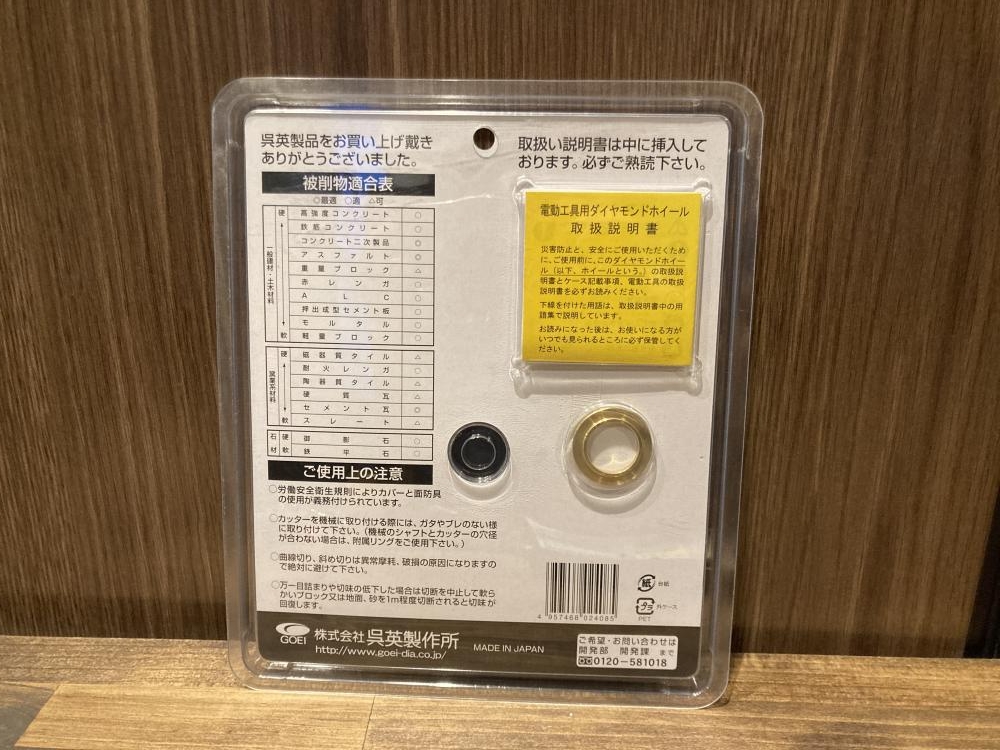 呉英製品をお買い上げ戴き
ありがとうございました。
取扱い説明書は中に挿入して
おります。必ずご熟読下さい。
被削物適合表
◎最適 ○適 △可
一般建材・土木材料
硬
高強度コンクリート ○
鉄筋コンクリート ○
コンクリート二次製品 ◎
アスファルト ◎
重量ブロック △
赤レンガ ○
ALC ○
押出成型セメント板 ○
モルタル ○
軟 軽量ブロック ○
窯業系材料
硬 磁器質タイル △
耐火レンガ ○
陶器質タイル △
硬質瓦 △
セメント瓦 ◎
軟 スレート △
石材
硬 御影石 ○
軟 鉄平石 ○
ご使用上の注意
○労働安全衛生規則によりカバーと面防具
の使用が義務付けられています。
○カッターを機械に取り付ける際には、ガタやブレのない様
に取り付けて下さい。(機械のシャフトとカッターの穴径
が合わない場合は、附属リングをご使用下さい。)
○曲線切り、斜め切りは異常摩耗、破損の原因になりますの
で絶対に避けて下さい。
○万一目詰まりや切味の低下した場合は切断を中止して軟ら
かいブロック又は地面、砂を1m程度切断されると切味が
回復します。
電動工具用ダイヤモンドホイール
取扱説明書
災害防止と、安全にご使用いただくため
に、ご使用前に、このダイヤモンドホイー
ル(以下、ホイールという。)の取扱説
明書とケース記載事項、電動工具の取扱
説明書を必ずお読みください。
下線を付けた用語は、取扱説明書中の用
語集で説明しています。
お読みになった後は、お使いになる方が
いつでも見られるところに必ず保管してく
ださい。
4 957468 024085
紙 台紙
プラ 外ケース
PET
GOEI 株式会社 呉英製作所
http://www.goei-dia.co.jp/
MADE IN JAPAN
ご希望・お問い合わせは
開発部 開発課 まで
0120-581018